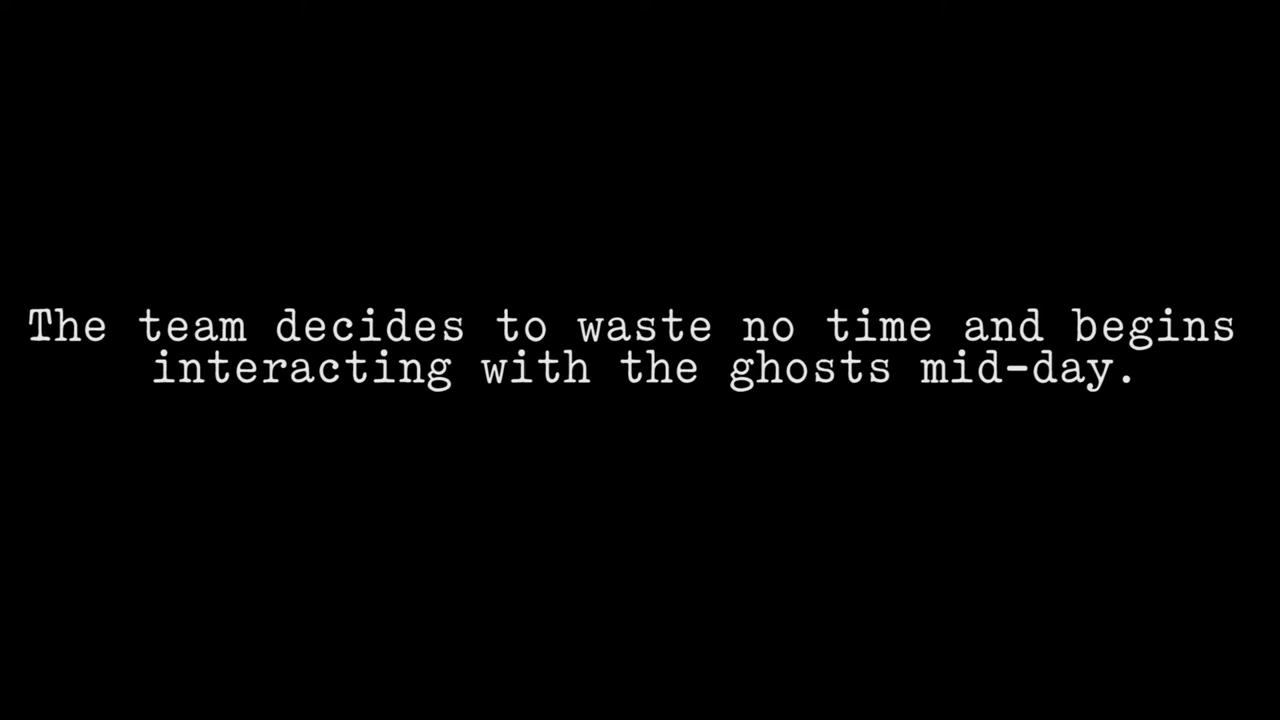 The team decides to waste no time and begins
interacting with the ghosts mid-day.